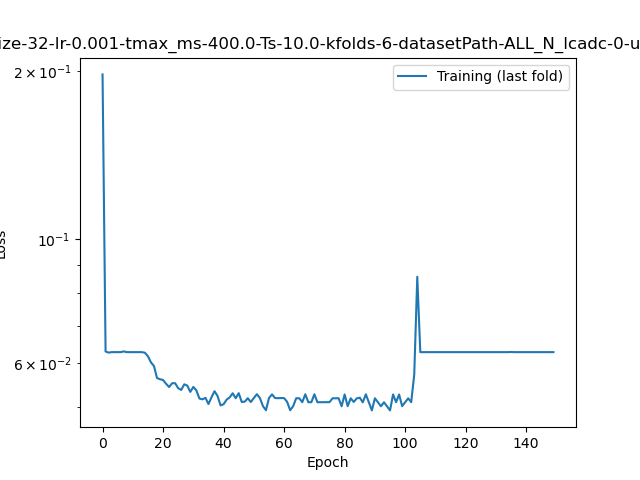 ize-32-lr-0.001-tmax_ms-400.0-Ts-10.0-kfolds-6-datasetPath-ALL_N_lcadc-0-u
Training (last fold)
2 × 10⁻¹
10⁻¹
6 × 10⁻²
Loss
0 20 40 60 80 100 120 140
Epoch